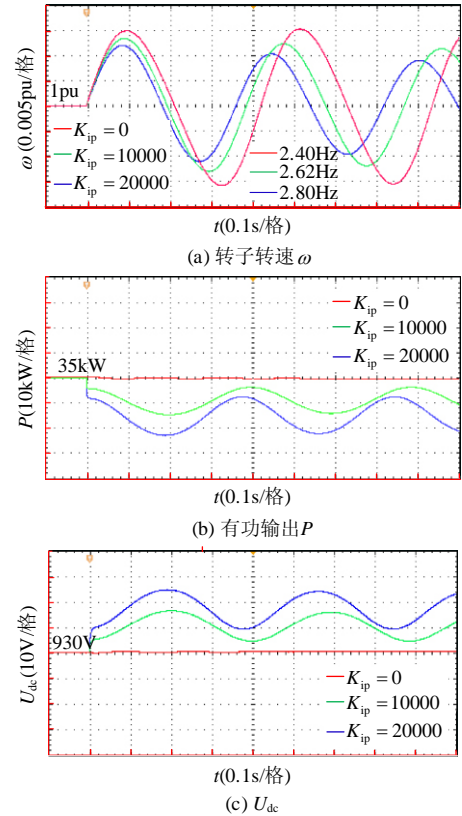 ω (0.005pu/格)
1pu
K_ip = 0
K_ip = 10000
K_ip = 20000
2.40Hz
2.62Hz
2.80Hz
t(0.1s/格)
(a) 转子转速 ω
P(10kW/格)
35kW
K_ip = 0
K_ip = 10000
K_ip = 20000
t(0.1s/格)
(b) 有功输出P
U_dc (10V/格)
930V
K_ip = 0
K_ip = 10000
K_ip = 20000
t(0.1s/格)
(c) U_dc